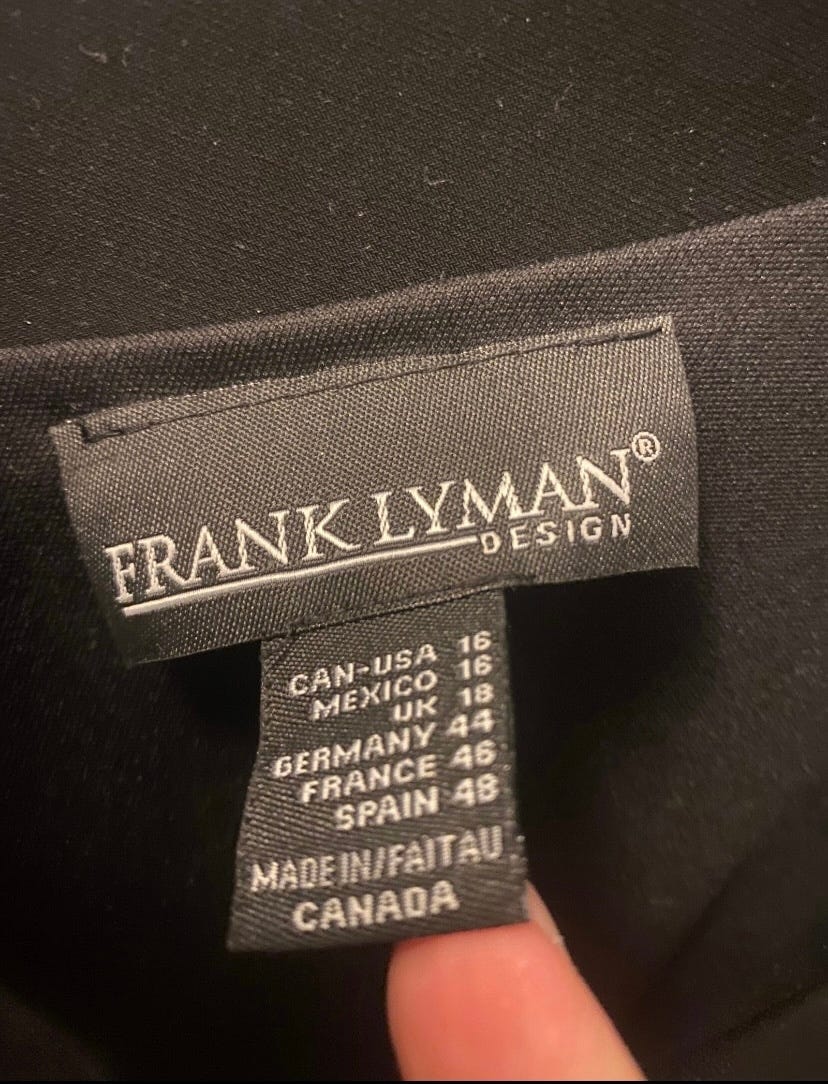 FRANK LYMAN®
DESIGN
CAN-USA 16
MEXICO 16
UK 18
GERMANY 44
FRANCE 46
SPAIN 48
MADE IN/FAIT AU
CANADA